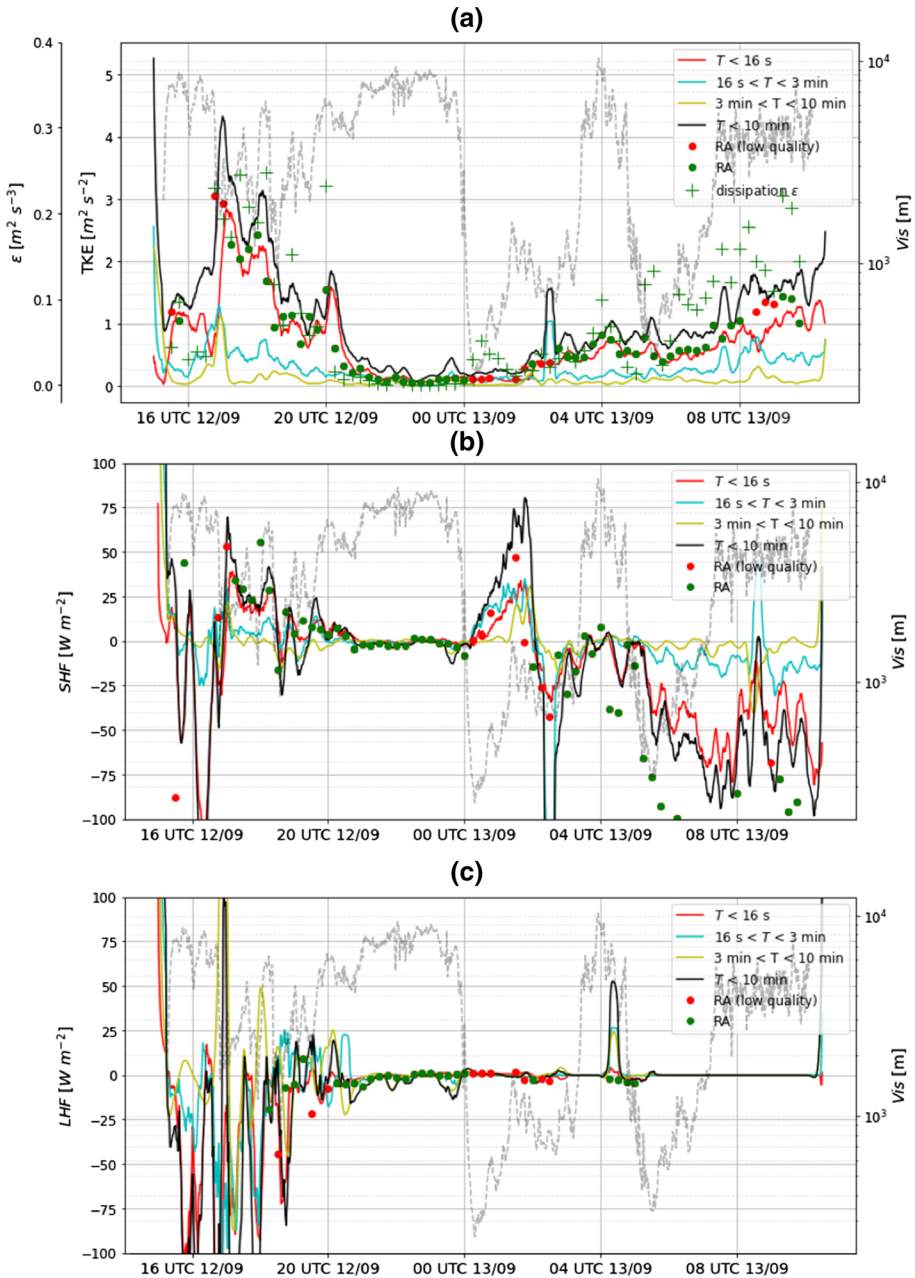 (a)
0.4
0.3
0.2
0.1
0.0
ε [m² s⁻³]
5
4
3
2
1
0
TKE [m² s⁻²]
T < 16 s
16 s < T < 3 min
3 min < T < 10 min
T < 10 min
RA (low quality)
RA
dissipation ε
10⁴
10³
Vis [m]
16 UTC 12/09
20 UTC 12/09
00 UTC 13/09
04 UTC 13/09
08 UTC 13/09
(b)
100
75
50
25
0
−25
−50
−75
−100
SHF [W m⁻²]
T < 16 s
16 s < T < 3 min
3 min < T < 10 min
T < 10 min
RA (low quality)
RA
10⁴
10³
Vis [m]
16 UTC 12/09
20 UTC 12/09
00 UTC 13/09
04 UTC 13/09
08 UTC 13/09
(c)
100
75
50
25
0
−25
−50
−75
−100
LHF [W m⁻²]
T < 16 s
16 s < T < 3 min
3 min < T < 10 min
T < 10 min
RA (low quality)
RA
10⁴
10³
Vis [m]
16 UTC 12/09
20 UTC 12/09
00 UTC 13/09
04 UTC 13/09
08 UTC 13/09